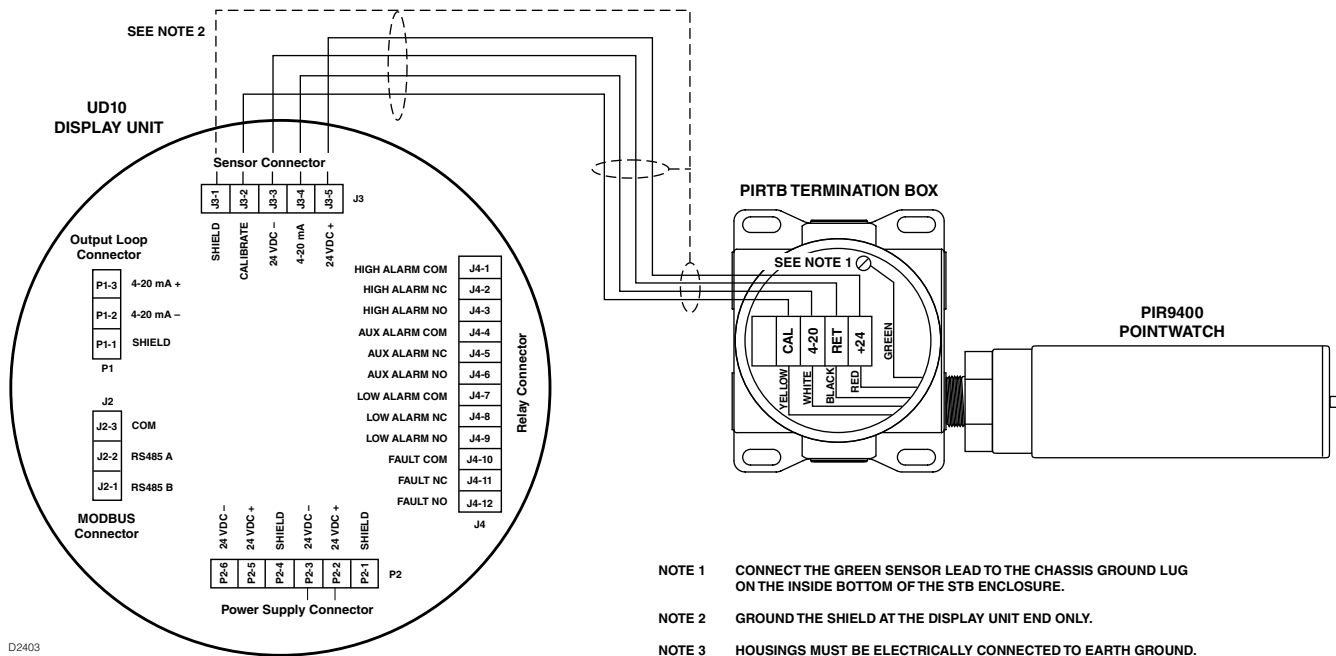 SEE NOTE 2
UD10
DISPLAY UNIT
Sensor Connector
J3-1
J3-2
J3-3
J3-4
J3-5
J3
SHIELD
CALIBRATE
24 VDC –
4-20 mA
24 VDC +
Output Loop
Connector
P1-3 4-20 mA +
P1-2 4-20 mA –
P1-1 SHIELD
P1
J2
J2-3 COM
J2-2 RS485 A
J2-1 RS485 B
MODBUS
Connector
HIGH ALARM COM J4-1
HIGH ALARM NC J4-2
HIGH ALARM NO J4-3
AUX ALARM COM J4-4
AUX ALARM NC J4-5
AUX ALARM NO J4-6
LOW ALARM COM J4-7
LOW ALARM NC J4-8
LOW ALARM NO J4-9
FAULT COM J4-10
FAULT NC J4-11
FAULT NO J4-12
J4
Relay Connector
24 VDC –
24 VDC +
SHIELD
24 VDC –
24 VDC +
SHIELD
P2-6
P2-5
P2-4
P2-3
P2-2
P2-1
P2
Power Supply Connector
PIRTB TERMINATION BOX
SEE NOTE 1
CAL
4-20
RET
+24
GREEN
YELLOW
WHITE
BLACK
RED
PIR9400
POINTWATCH
NOTE 1 CONNECT THE GREEN SENSOR LEAD TO THE CHASSIS GROUND LUG
ON THE INSIDE BOTTOM OF THE STB ENCLOSURE.
NOTE 2 GROUND THE SHIELD AT THE DISPLAY UNIT END ONLY.
NOTE 3 HOUSINGS MUST BE ELECTRICALLY CONNECTED TO EARTH GROUND.
D2403